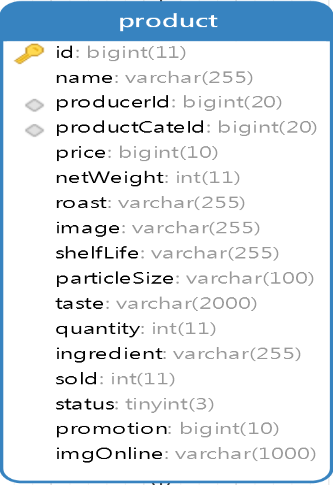 product
id: bigint(11)
name: varchar(255)
producerId: bigint(20)
productCateId: bigint(20)
price: bigint(10)
netWeight: int(11)
roast: varchar(255)
image: varchar(255)
shelfLife: varchar(255)
particleSize: varchar(100)
taste: varchar(2000)
quantity: int(11)
ingredient: varchar(255)
sold: int(11)
status: tinyint(3)
promotion: bigint(10)
imgOnline: varchar(1000)